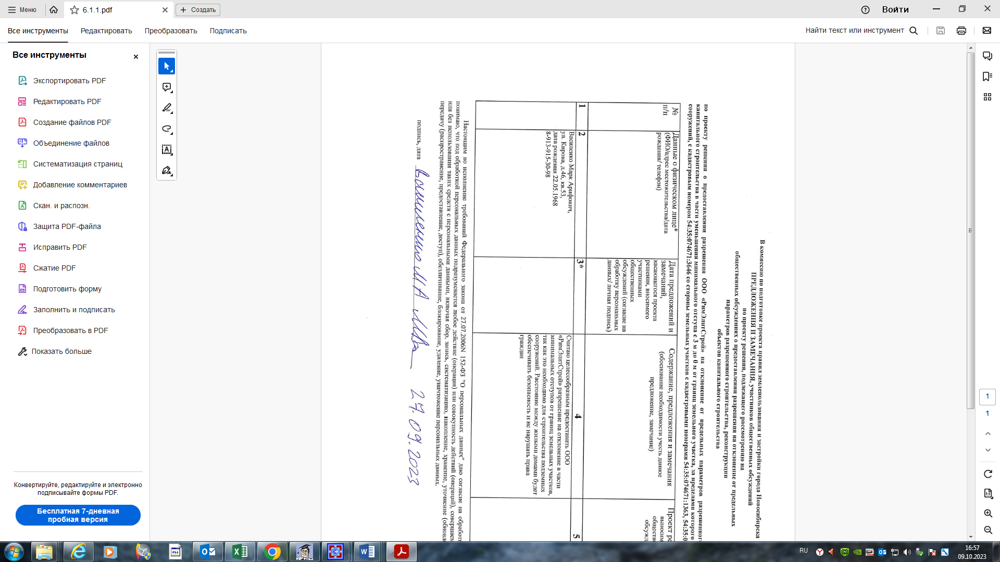 Меню
6.1.1.pdf
Создать
Войти
Все инструменты
Редактировать
Преобразовать
Подписать
Найти текст или инструмент
Все инструменты
Экспортировать PDF
Редактировать PDF
Создание файлов PDF
Объединение файлов
Систематизация страниц
Добавление комментариев
Скан. и распозн.
Защита PDF-файла
Исправить PDF
Сжатие PDF
Подготовить форму
Заполнить и подписать
Преобразовать в PDF
Показать больше
Конвертируйте, редактируйте и электронно
подписывайте формы PDF.
Бесплатная 7-дневная
пробная версия
В комиссию по подготовке проекта правил землепользования и застройки города Новосибирска
ПРЕДЛОЖЕНИЯ И ЗАМЕЧАНИЯ, участников общественных обсуждений
по проекту решения, подлежащего рассмотрению на
общественных обсуждениях о предоставлении разрешения на отклонение от предельных
параметров разрешенного строительства, реконструкции
объектов капитального строительства
по проекту решения о предоставлении разрешения ООО «РимЭлитСтрой» на отклонение от предельных параметров разрешенного
капитального строительства в части уменьшения минимального отступа с 3 м до 0 м от границ земельного участка, за пределами которого
сооружений, с кадастровым номером 54:35:074671:3646 со стороны земельных участков с кадастровыми номерами 54:35:074671:1363, 54:35:0
№
п/п
Данные о физическом лице*
(ФИО/адрес местожительства/дата
рождения/ телефон)
Дата предложений и
замечаний,
касающегося проекта
решения, вносимого
участниками
общественных
обсуждений (согласие на
обработку персональных
данных/ личная подпись)
Содержание, предложения и замечания
(обоснование необходимости учесть данное
предложение, замечание)
Проект ре
выносим
обществ
обсужд
1
2
3*
4
5
Василенко Марк Арифович,
ул. Кирова, д.46, кв.53,
дата рождения 22.05.1968
8-913-915-30-98
Считаю целесообразным предоставить ООО
«РимЭлитСтрой» разрешение на отклонение в части
минимальных отступов от границ земельных участков,
так как это необходимо для строительства подземных
сооружений. Расстояние между жилыми домами будет
обеспечивать безопасность и не нарушать права
граждан
Настоящим во исполнение требований Федерального закона от 27.07.2006N 152-ФЗ "О персональных данных" даю согласие на обработк
понимаю, что под обработкой персональных данных подразумевается любое действие (операция) или совокупность действий (операций), совершаем
или без использования таких средств с персональными данными, включая сбор, запись, систематизацию, накопление, хранение, уточнение (обновл
передачу (распространение, предоставление, доступ), обезличивание, блокирование, удаление, уничтожение персональных данных.
подпись, дата Василенко МА 27.09.2023
1
1
RU
16:57
09.10.2023